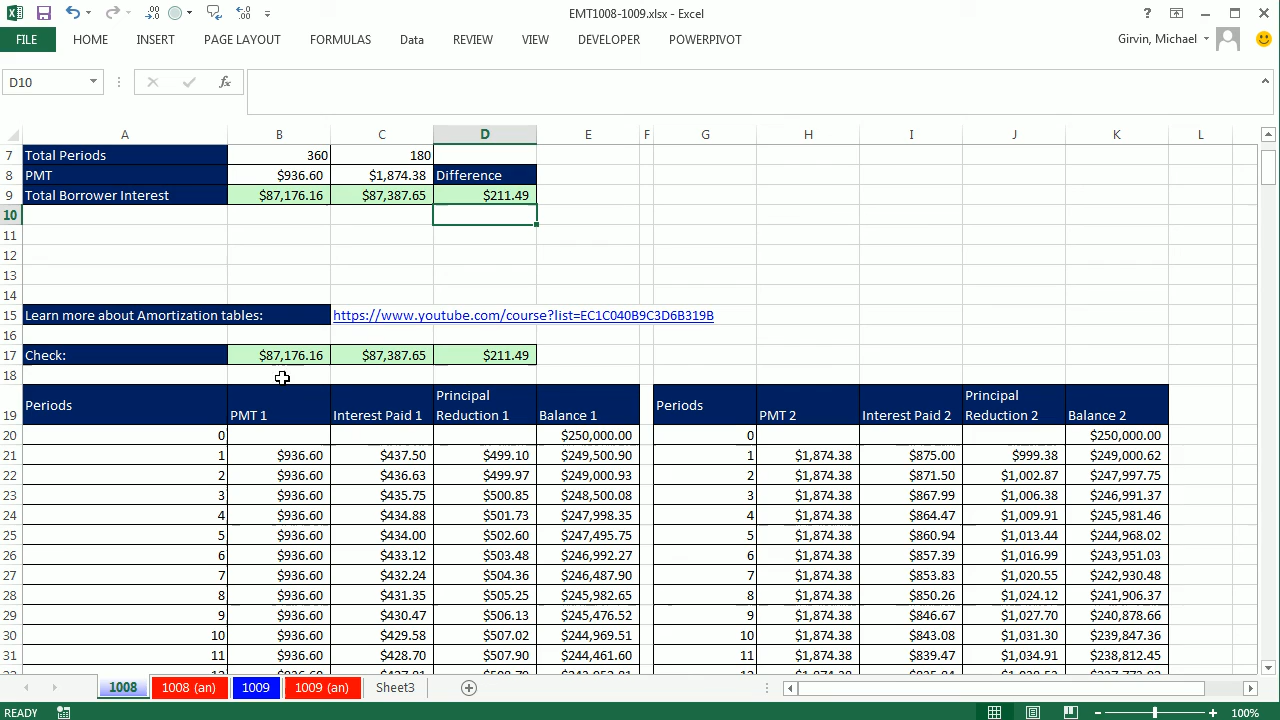 EMT1008-1009.xlsx - Excel
FILE HOME INSERT PAGE LAYOUT FORMULAS Data REVIEW VIEW DEVELOPER POWERPIVOT Girvin, Michael
D10
A B C D E F G H I J K L
7 Total Periods 360 180
8 PMT $936.60 $1,874.38 Difference
9 Total Borrower Interest $87,176.16 $87,387.65 $211.49
10
11
12
13
14
15 Learn more about Amortization tables: https://www.youtube.com/course?list=EC1C040B9C3D6B319B
16
17 Check: $87,176.16 $87,387.65 $211.49
18
Principal Principal
19 Periods PMT 1 Interest Paid 1 Reduction 1 Balance 1 Periods PMT 2 Interest Paid 2 Reduction 2 Balance 2
20 0 $250,000.00 0 $250,000.00
21 1 $936.60 $437.50 $499.10 $249,500.90 1 $1,874.38 $875.00 $999.38 $249,000.62
22 2 $936.60 $436.63 $499.97 $249,000.93 2 $1,874.38 $871.50 $1,002.87 $247,997.75
23 3 $936.60 $435.75 $500.85 $248,500.08 3 $1,874.38 $867.99 $1,006.38 $246,991.37
24 4 $936.60 $434.88 $501.73 $247,998.35 4 $1,874.38 $864.47 $1,009.91 $245,981.46
25 5 $936.60 $434.00 $502.60 $247,495.75 5 $1,874.38 $860.94 $1,013.44 $244,968.02
26 6 $936.60 $433.12 $503.48 $246,992.27 6 $1,874.38 $857.39 $1,016.99 $243,951.03
27 7 $936.60 $432.24 $504.36 $246,487.90 7 $1,874.38 $853.83 $1,020.55 $242,930.48
28 8 $936.60 $431.35 $505.25 $245,982.65 8 $1,874.38 $850.26 $1,024.12 $241,906.37
29 9 $936.60 $430.47 $506.13 $245,476.52 9 $1,874.38 $846.67 $1,027.70 $240,878.66
30 10 $936.60 $429.58 $507.02 $244,969.51 10 $1,874.38 $843.08 $1,031.30 $239,847.36
31 11 $936.60 $428.70 $507.90 $244,461.60 11 $1,874.38 $839.47 $1,034.91 $238,812.45
1008 1008 (an) 1009 1009 (an) Sheet3
READY 100%